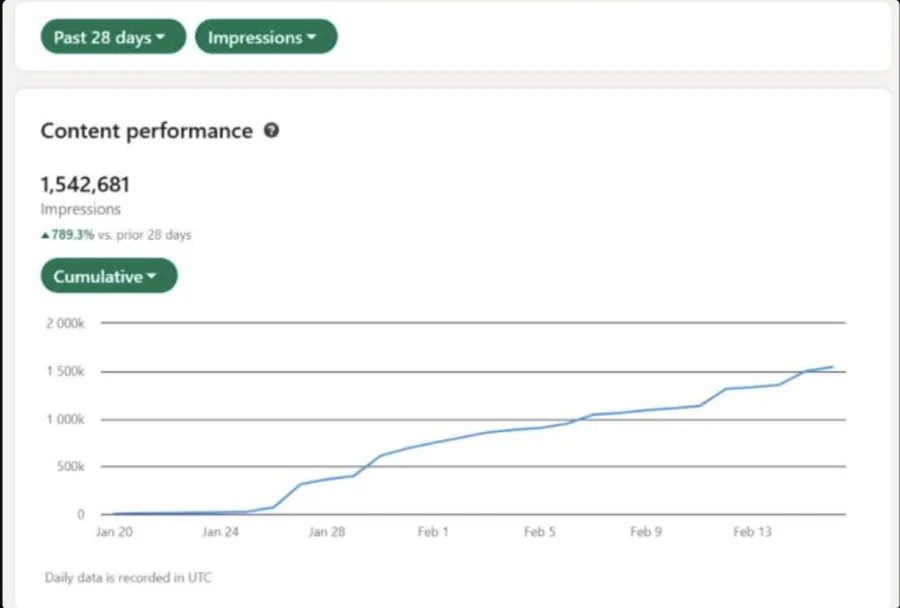 Past 28 days Impressions
Content performance ?
1,542,681
Impressions
▲789.3% vs. prior 28 days
Cumulative
2 000k
1 500k
1 000k
500k
0
Jan 20 Jan 24 Jan 28 Feb 1 Feb 5 Feb 9 Feb 13
Daily data is recorded in UTC